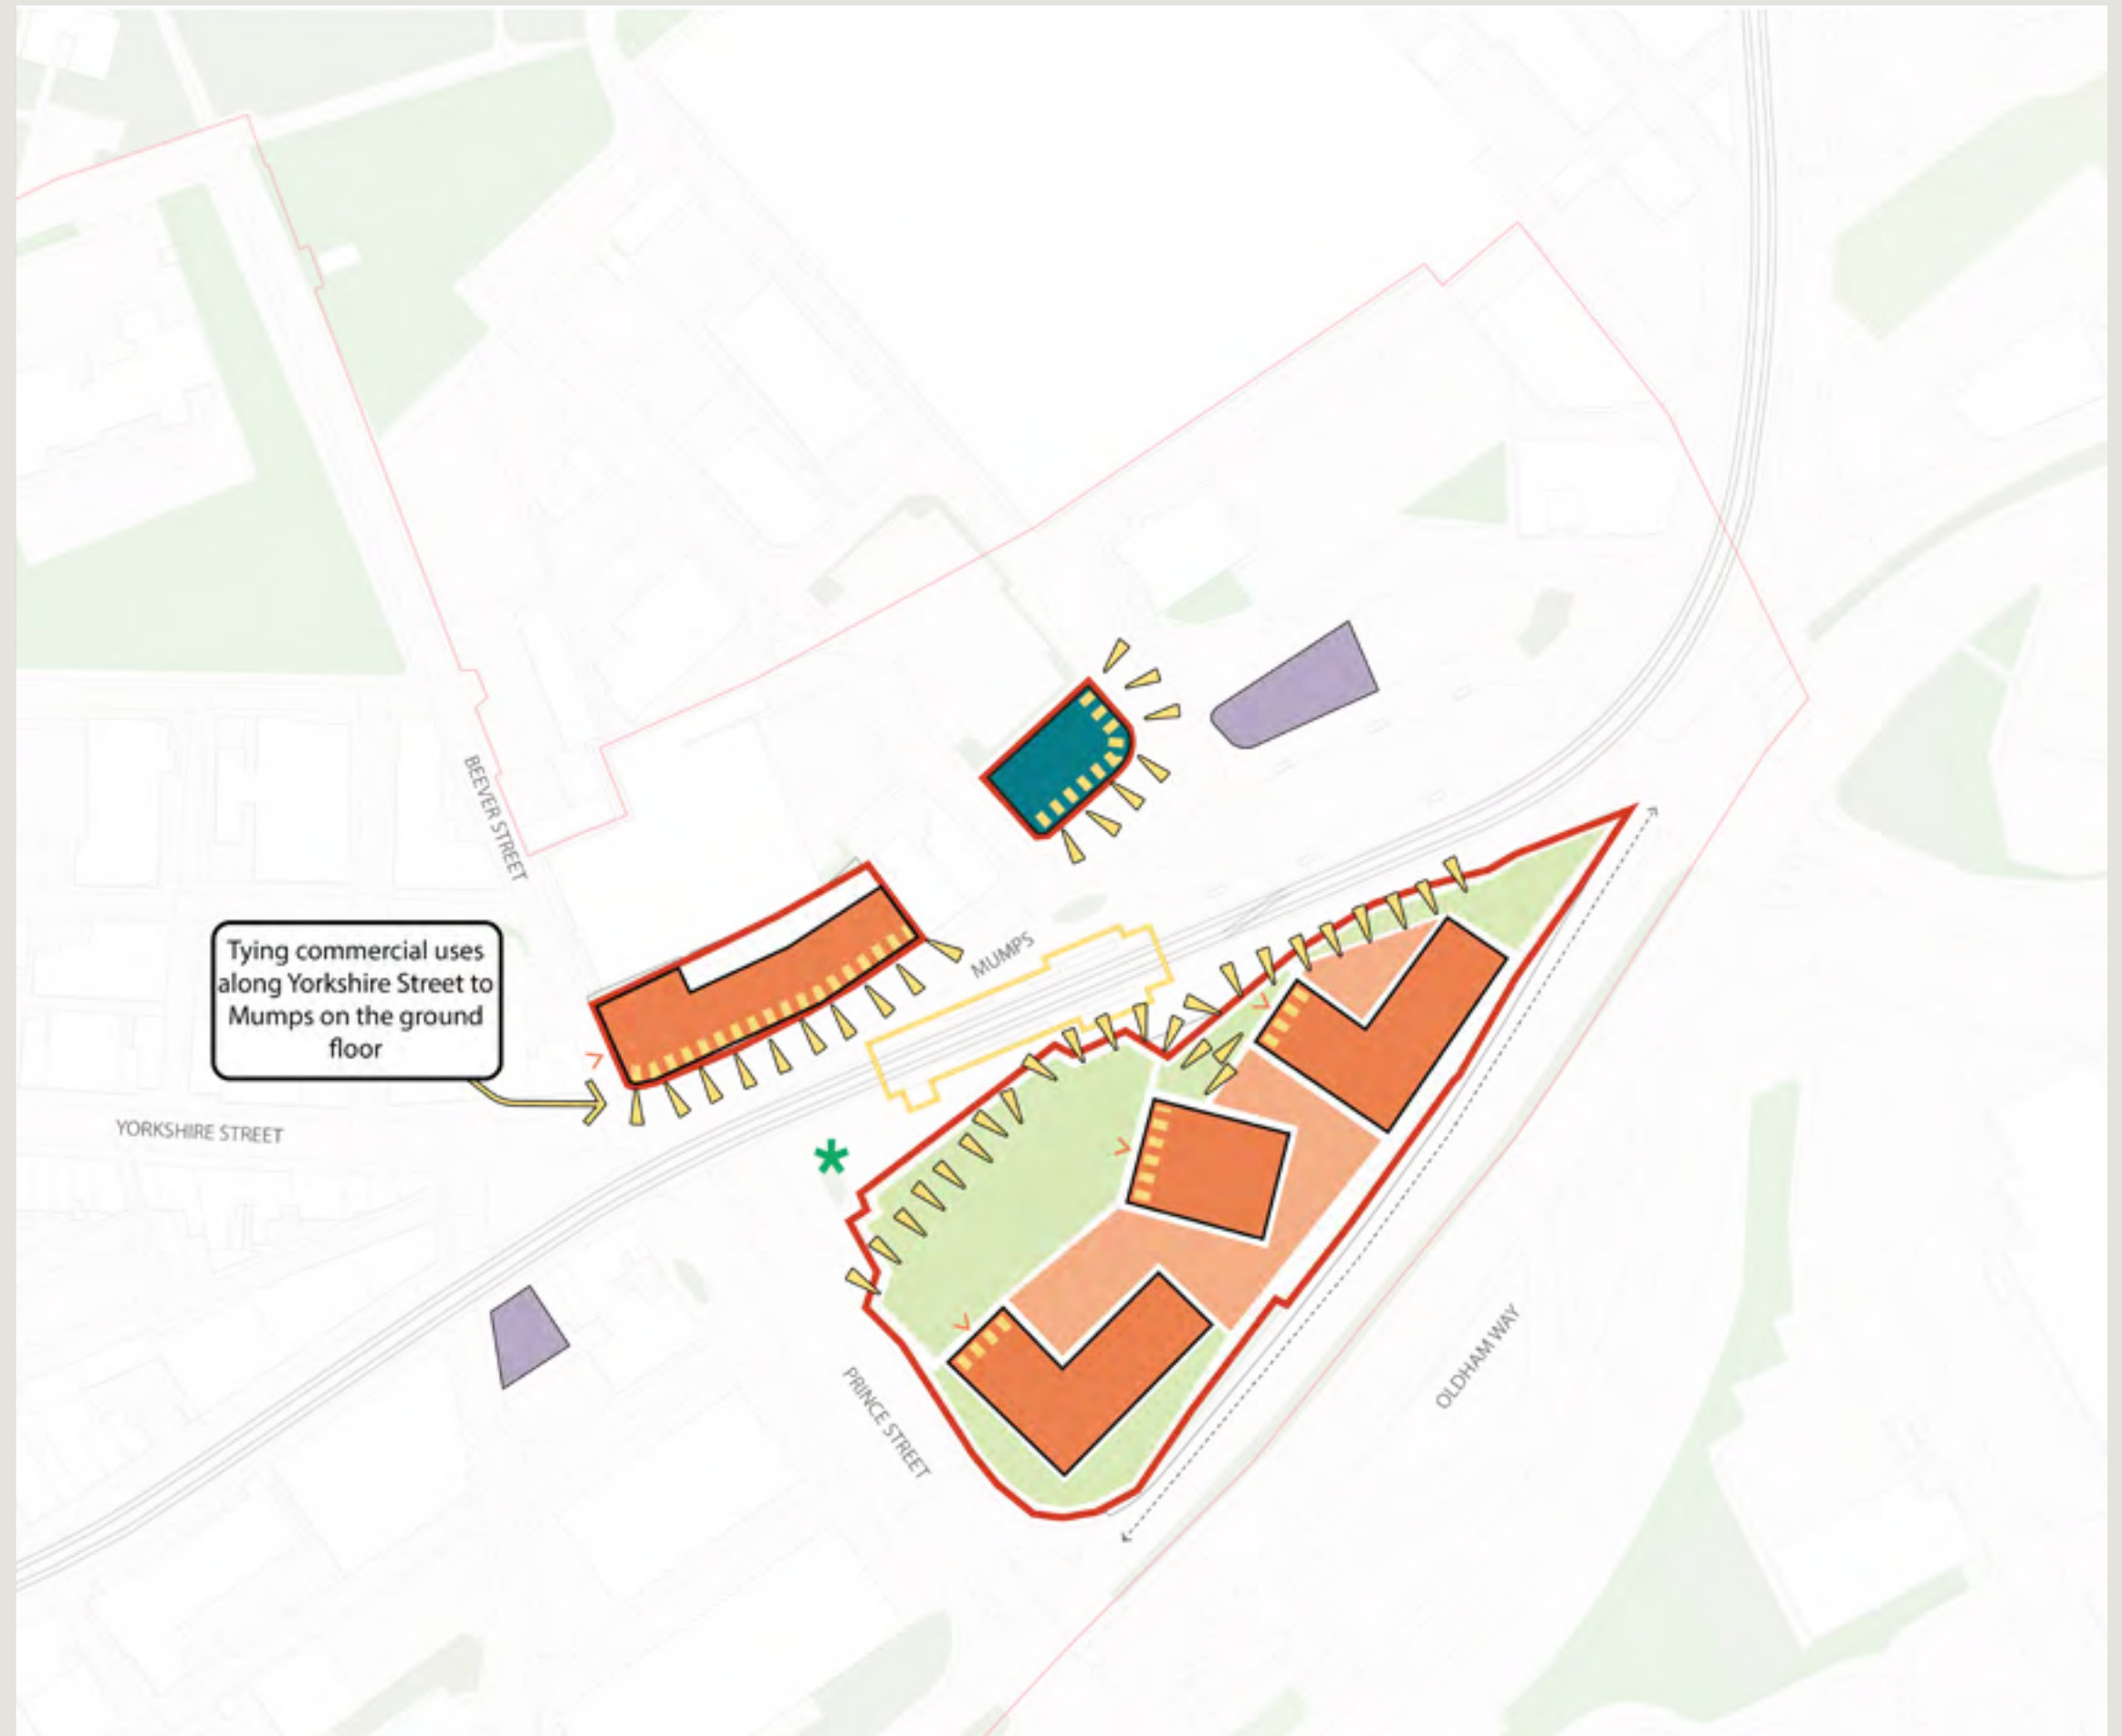 BEEVER STREET
Tying commercial uses
along Yorkshire Street to
Mumps on the ground
floor
MUMPS
YORKSHIRE STREET
PRINCE STREET
OLDHAM WAY